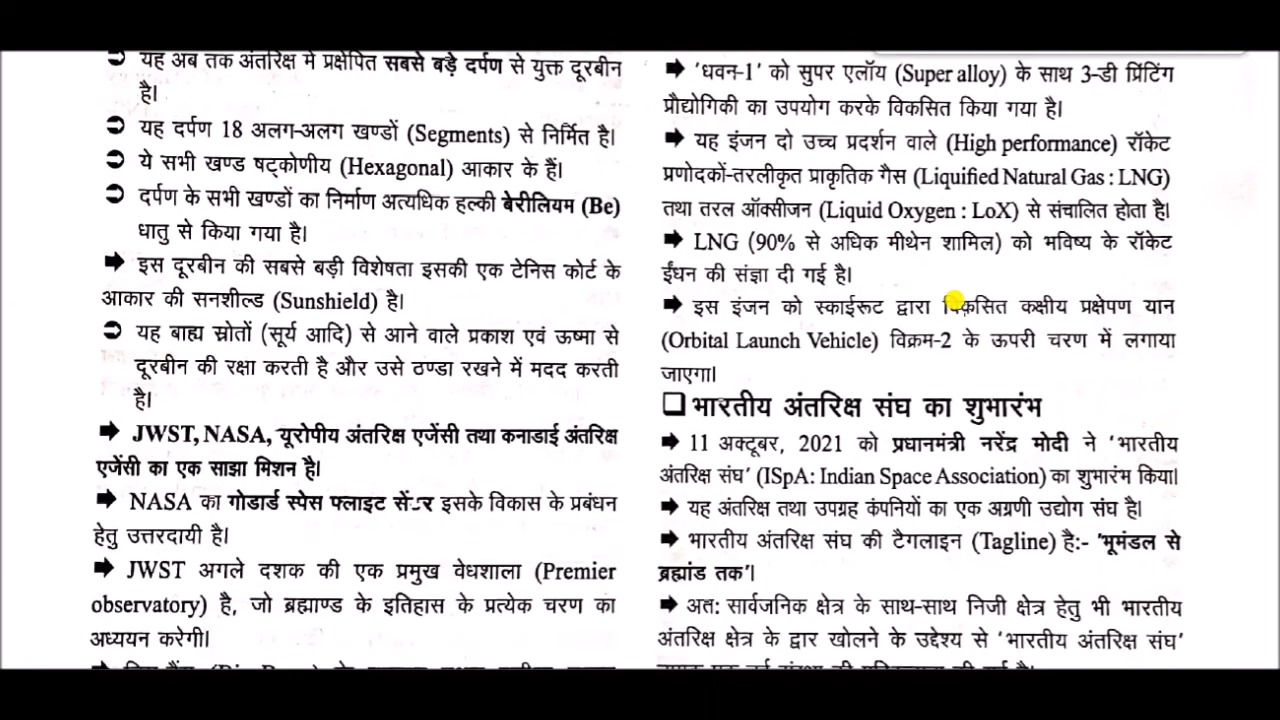 ➲ यह अब तक अंतरिक्ष में प्रक्षेपित सबसे बड़े दर्पण से युक्त दूरबीन
है।
➲ यह दर्पण 18 अलग-अलग खण्डों (Segments) से निर्मित है।
➲ ये सभी खण्ड षट्कोणीय (Hexagonal) आकार के हैं।
➲ दर्पण के सभी खण्डों का निर्माण अत्यधिक हल्की बेरीलियम (Be)
धातु से किया गया है।
➡ इस दूरबीन की सबसे बड़ी विशेषता इसकी एक टेनिस कोर्ट के
आकार की सनशील्ड (Sunshield) है।
➲ यह बाह्य स्रोतों (सूर्य आदि) से आने वाले प्रकाश एवं ऊष्मा से
दूरबीन की रक्षा करती है और उसे ठण्डा रखने में मदद करती
है।
➡ JWST, NASA, यूरोपीय अंतरिक्ष एजेंसी तथा कनाडाई अंतरिक्ष
एजेंसी का एक साझा मिशन है।
➡ NASA का गोडार्ड स्पेस फ्लाइट सेंटर इसके विकास के प्रबंधन
हेतु उत्तरदायी है।
➡ JWST अगले दशक की एक प्रमुख वेधशाला (Premier
observatory) है, जो ब्रह्माण्ड के इतिहास के प्रत्येक चरण का
अध्ययन करेगी।
➡ 'धवन-1' को सुपर एलॉय (Super alloy) के साथ 3-डी प्रिंटिंग
प्रौद्योगिकी का उपयोग करके विकसित किया गया है।
➡ यह इंजन दो उच्च प्रदर्शन वाले (High performance) रॉकेट
प्रणोदकों-तरलीकृत प्राकृतिक गैस (Liquified Natural Gas : LNG)
तथा तरल ऑक्सीजन (Liquid Oxygen : LoX) से संचालित होता है।
➡ LNG (90% से अधिक मीथेन शामिल) को भविष्य के रॉकेट
ईंधन की संज्ञा दी गई है।
➡ इस इंजन को स्काईरूट द्वारा विकसित कक्षीय प्रक्षेपण यान
(Orbital Launch Vehicle) विक्रम-2 के ऊपरी चरण में लगाया
जाएगा।
❑ भारतीय अंतरिक्ष संघ का शुभारंभ
➡ 11 अक्टूबर, 2021 को प्रधानमंत्री नरेंद्र मोदी ने 'भारतीय
अंतरिक्ष संघ' (ISpA: Indian Space Association) का शुभारंभ किया।
➡ यह अंतरिक्ष तथा उपग्रह कंपनियों का एक अग्रणी उद्योग संघ है।
➡ भारतीय अंतरिक्ष संघ की टैगलाइन (Tagline) है:- 'भूमंडल से
ब्रह्मांड तक'।
➡ अत: सार्वजनिक क्षेत्र के साथ-साथ निजी क्षेत्र हेतु भी भारतीय
अंतरिक्ष क्षेत्र के द्वार खोलने के उद्देश्य से 'भारतीय अंतरिक्ष संघ'